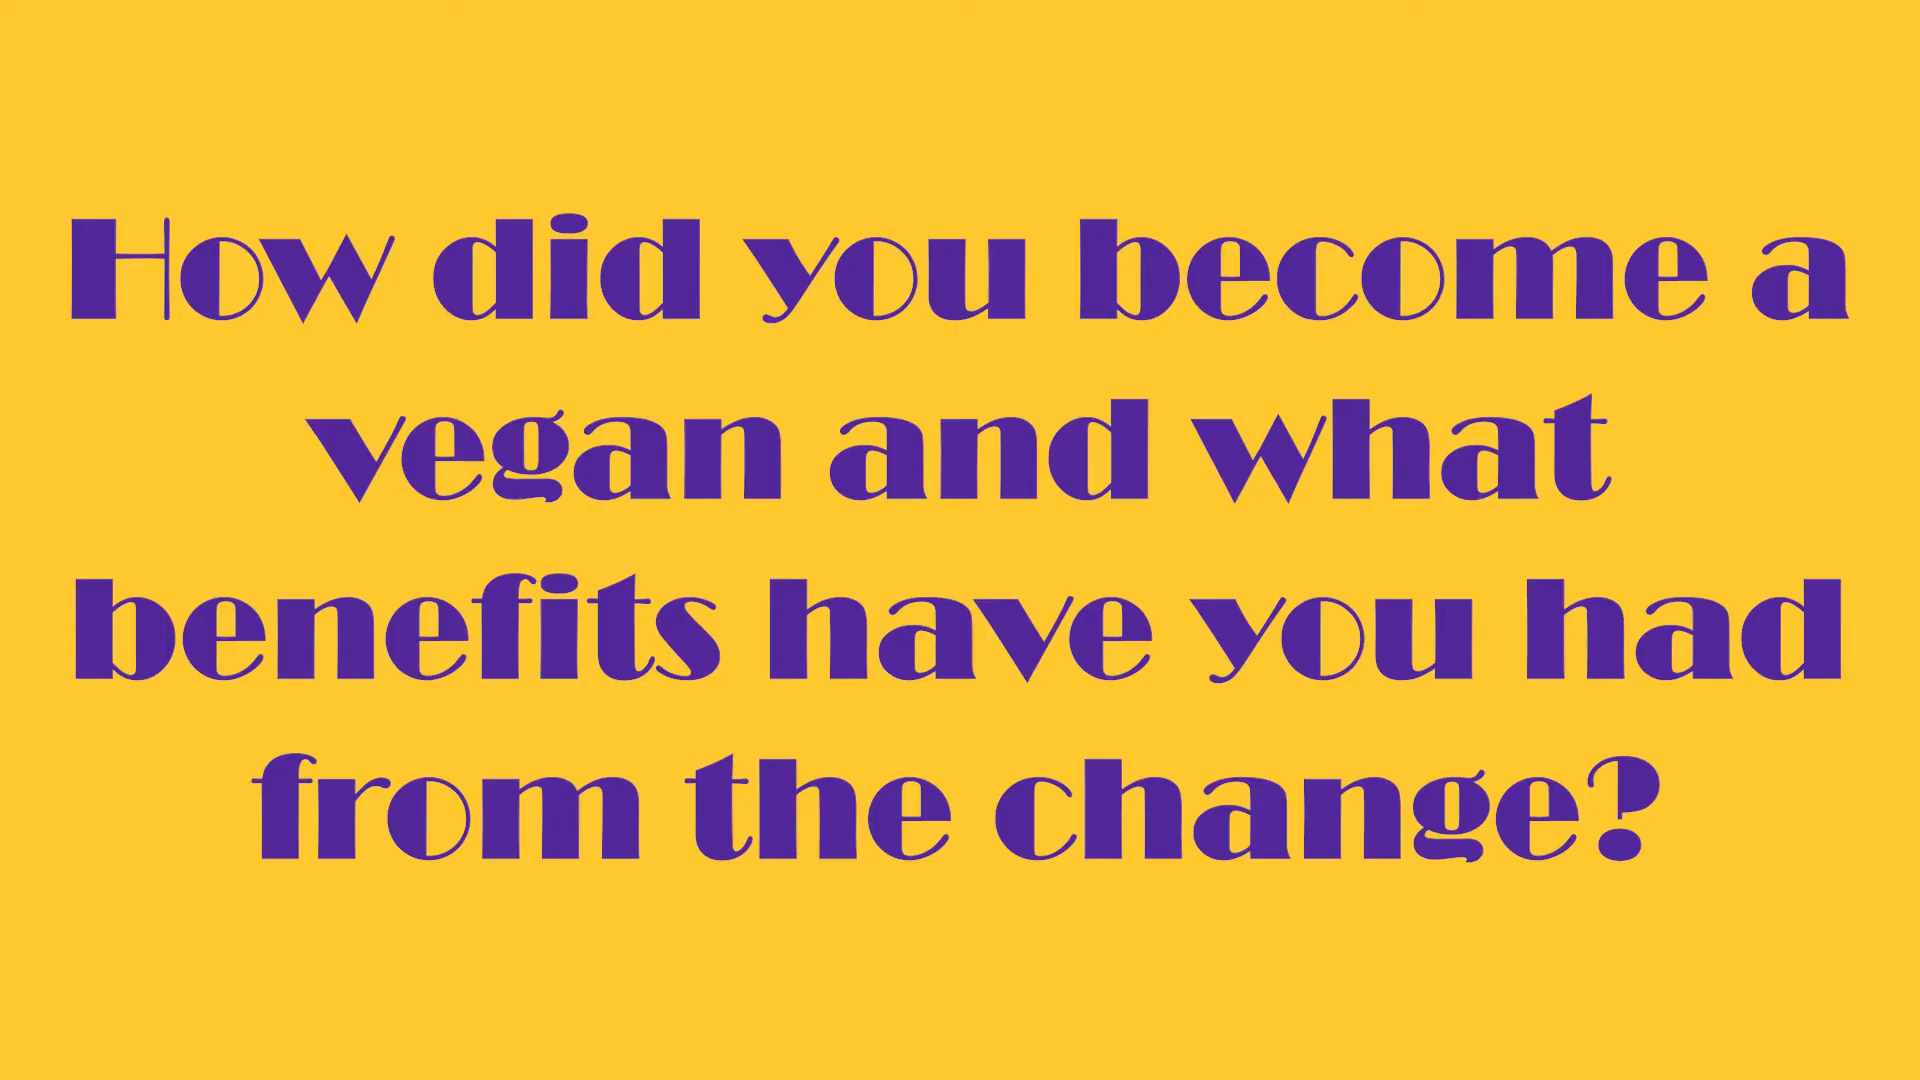 How did you become a
vegan and what
benefits have you had
from the change?